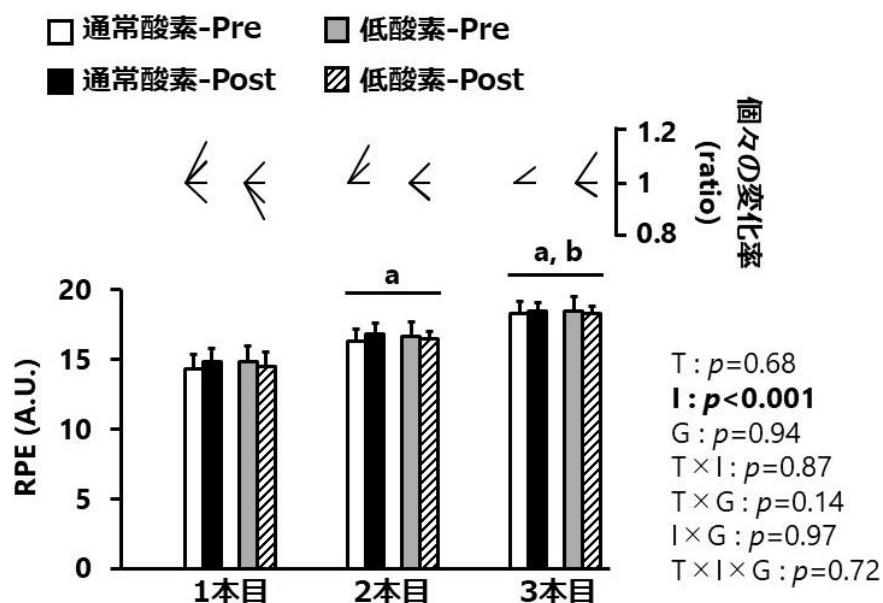 通常酸素-Pre 低酸素-Pre
通常酸素-Post 低酸素-Post
1.2
1
0.8
個々の変化率
(ratio)
a
a, b
20
15
10
5
0
RPE (A.U.)
1本目 2本目 3本目
T : p=0.68
I : p<0.001
G : p=0.94
T×I : p=0.87
T×G : p=0.14
I×G : p=0.97
T×I×G : p=0.72